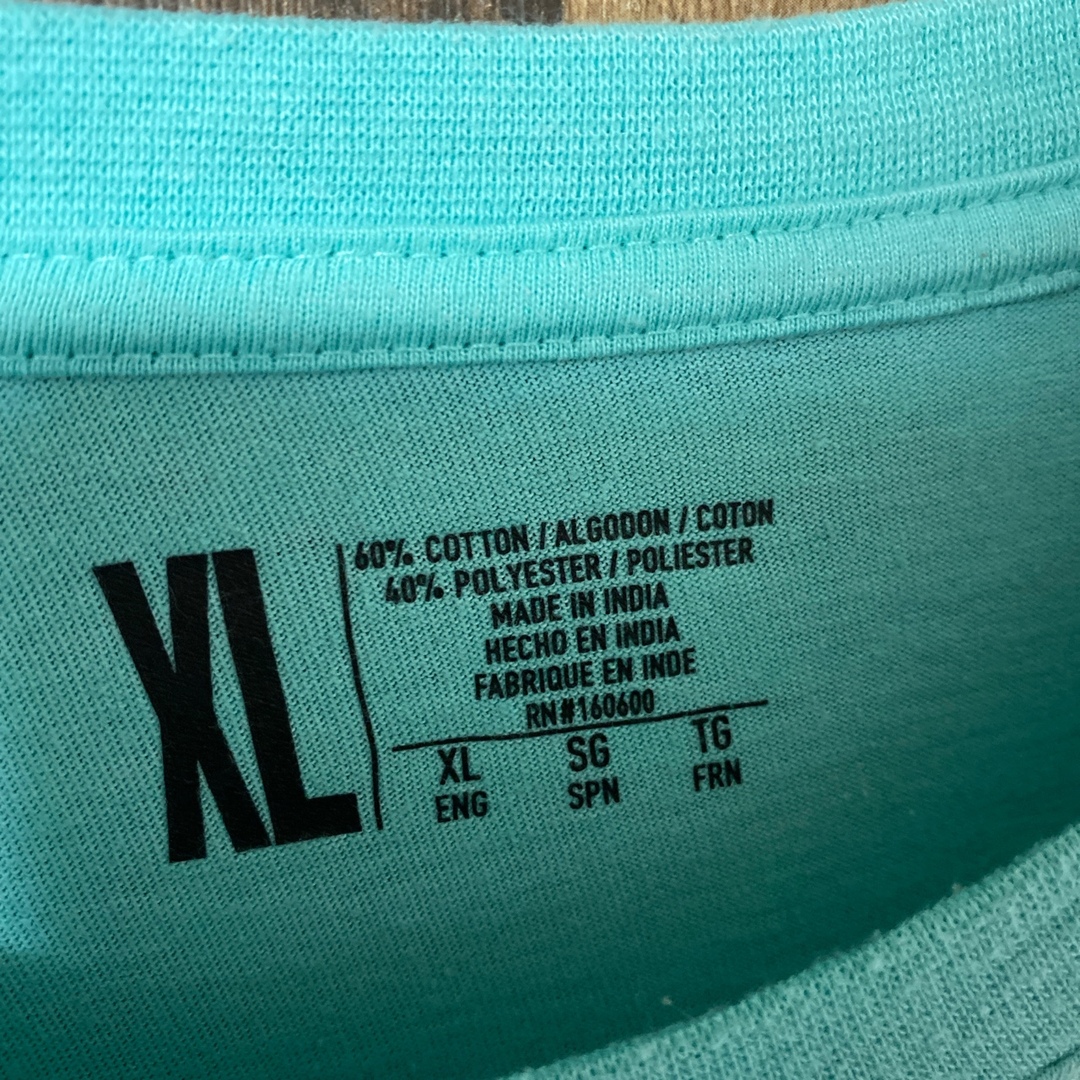 XL
60% COTTON / ALGODON / COTON
40% POLYESTER / POLIESTER
MADE IN INDIA
HECHO EN INDIA
FABRIQUE EN INDE
RN#160600
XL SG TG
ENG SPN FRN